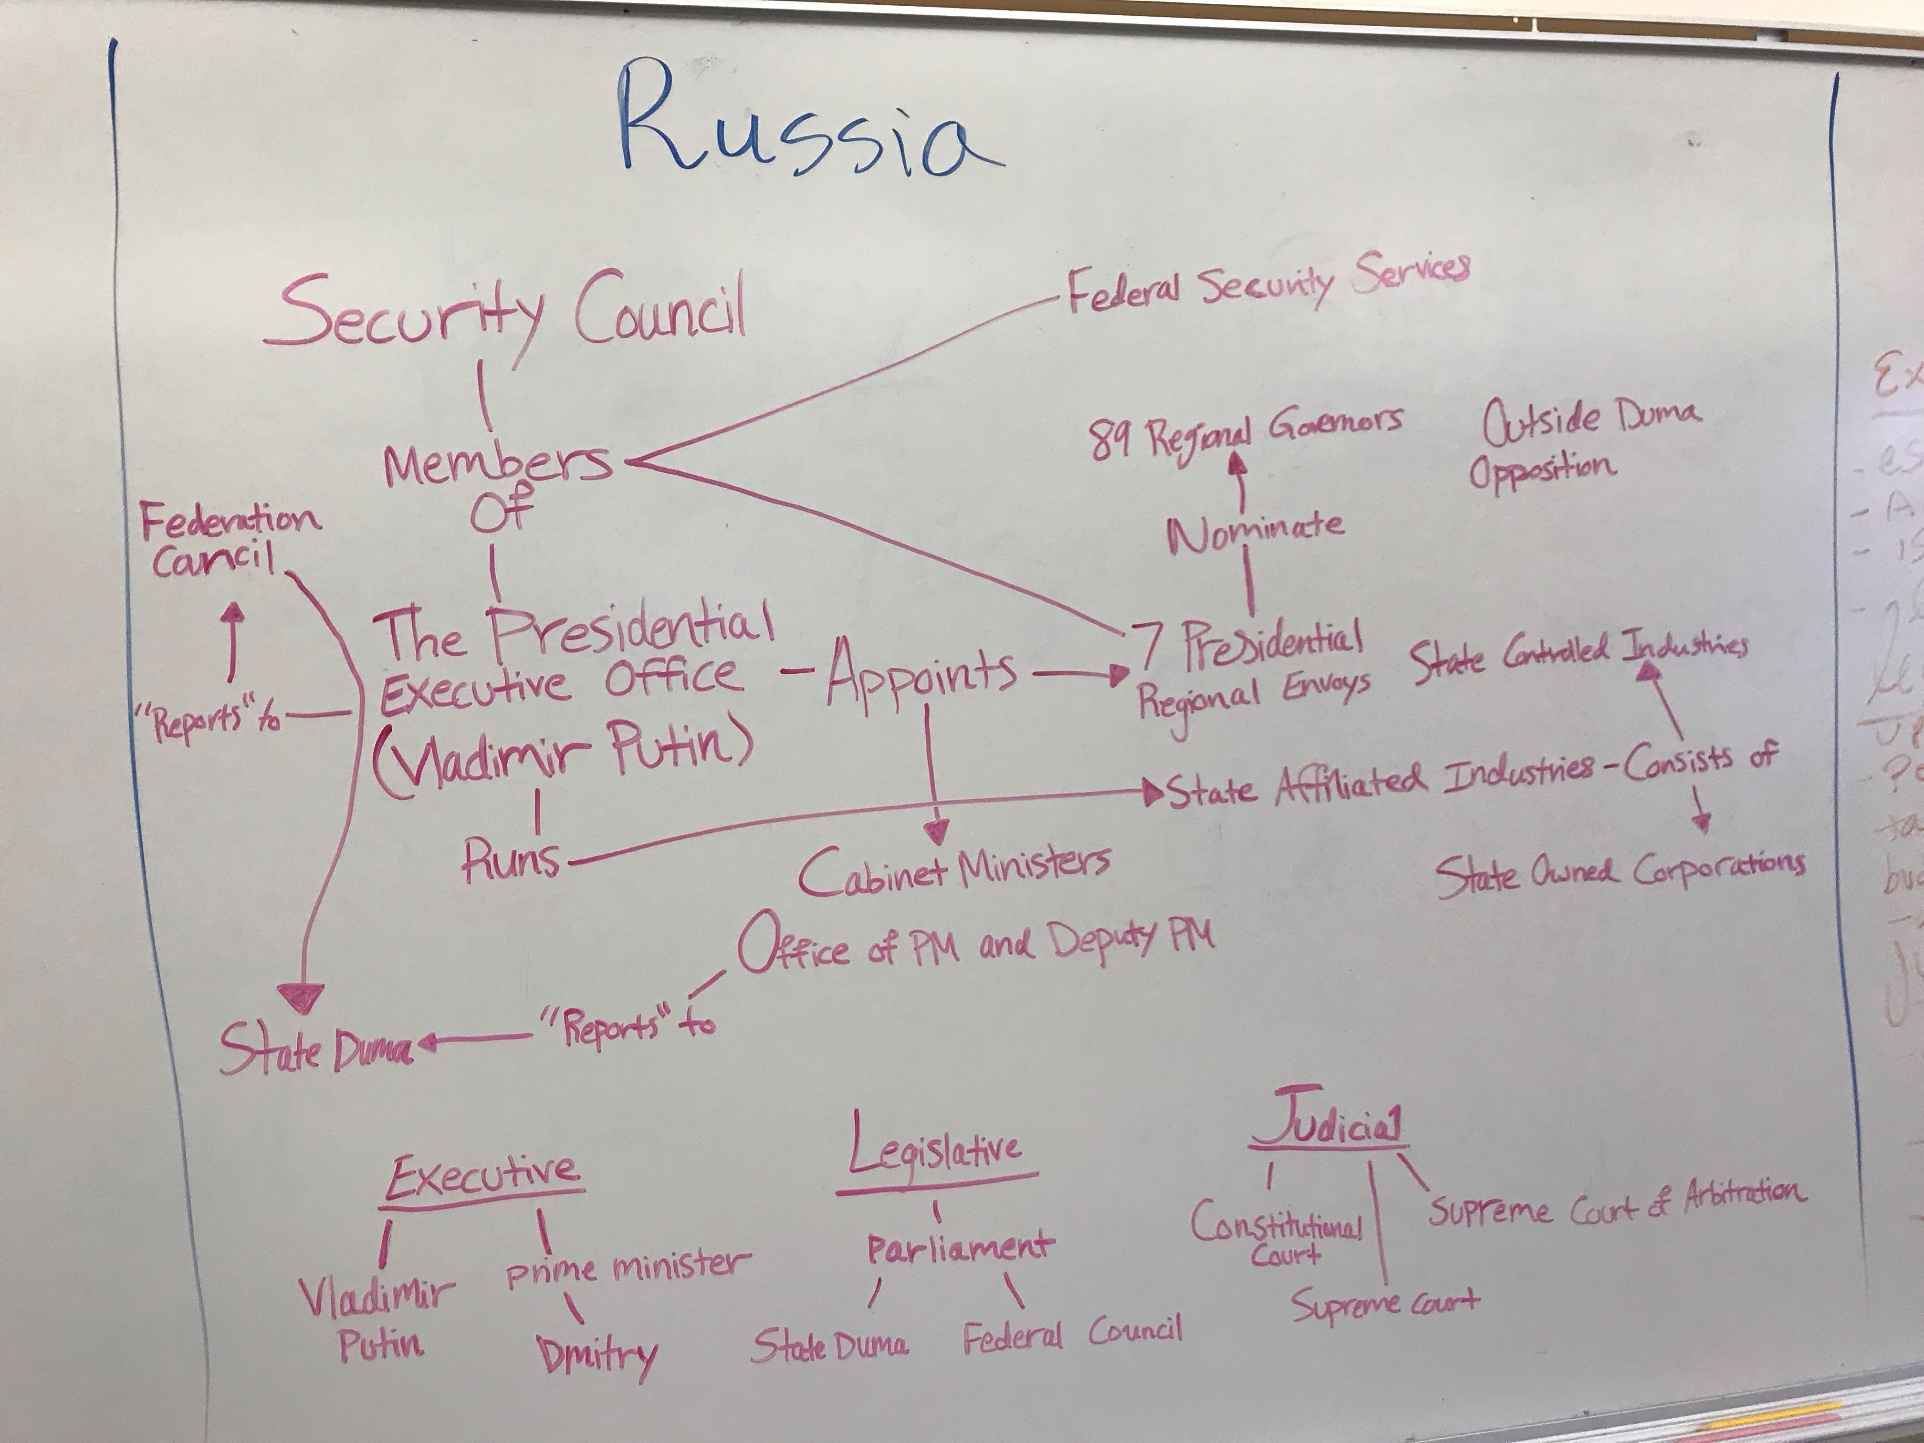 Russia
Security Council
Federal Security Services
Members
Of
89 Regional Governors
Outside Duma
Opposition
Nominate
Federation
Council
The Presidential
Executive Office
(Vladimir Putin)
Appoints
7 Presidential
Regional Envoys
State Controlled Industries
"Reports" to
Runs
State Affiliated Industries - Consists of
Cabinet Ministers
State Owned Corporations
Office of PM and Deputy PM
"Reports" to
State Duma
Executive
Vladimir
Putin
Prime minister
Dmitry
Legislative
Parliament
State Duma
Federal Council
Judicial
Constitutional
Court
Supreme Court
Supreme Court of Arbitration
Ex